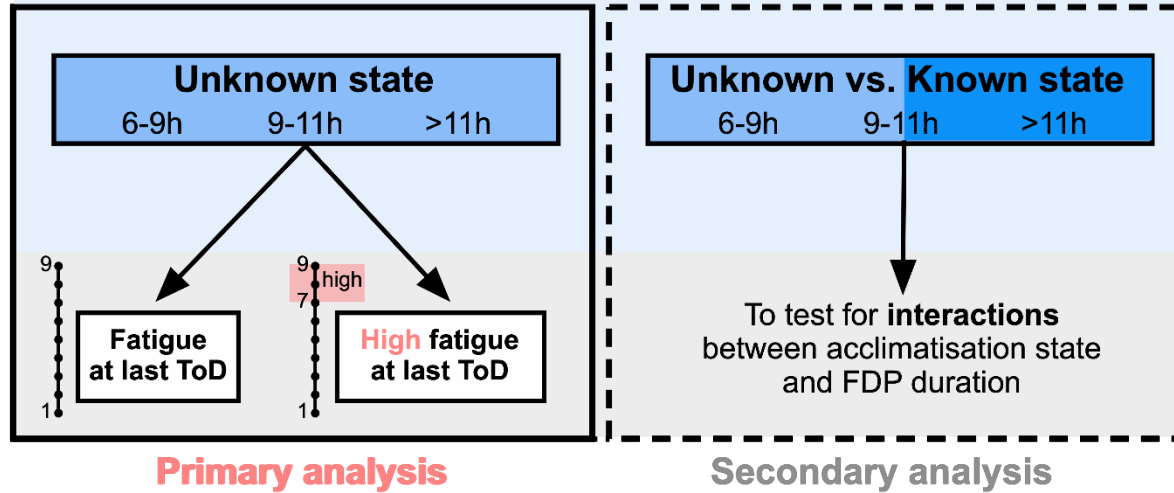 Unknown state
6-9h 9-11h >11h
9
1
Fatigue
at last ToD
9
high
7
1
High fatigue
at last ToD
Primary analysis
Unknown vs. Known state
6-9h 9-11h >11h
To test for interactions
between acclimatisation state
and FDP duration
Secondary analysis